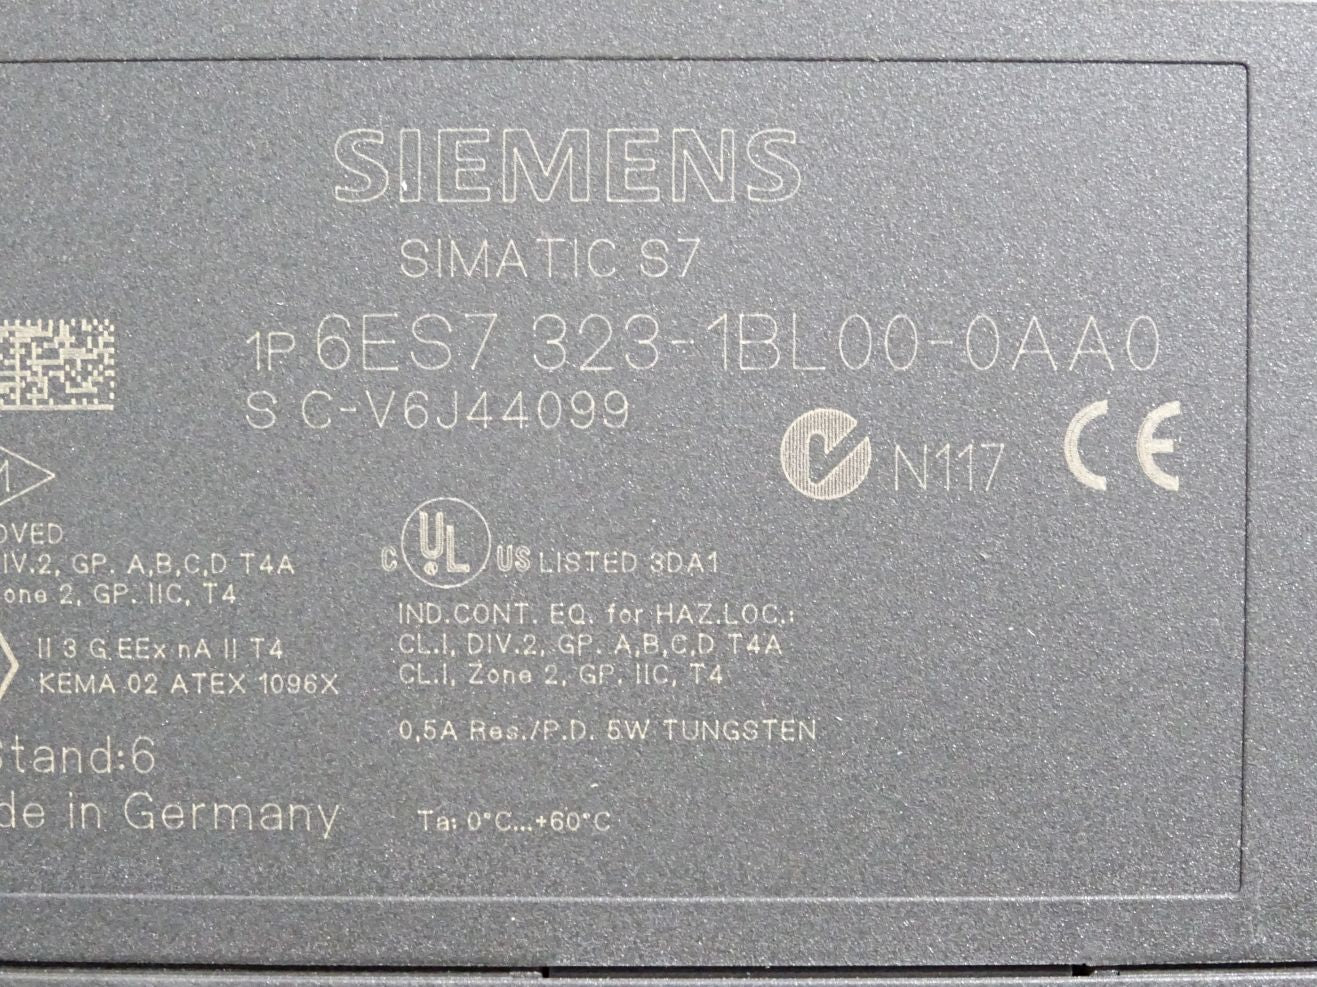 SIEMENS
SIMATIC S7
1P 6ES7 323-1BL00-0AA0
S C-V6J44099
N117 CE
C UL US LISTED 3DA1
IND.CONT. EQ. for HAZ.LOC.:
CL.I, DIV.2, GP. A,B,C,D T4A
CL.I, Zone 2, GP. IIC, T4
0,5A Res./P.D. 5W TUNGSTEN
Ta: 0°C...+60°C
OVED
IV.2, GP. A,B,C,D T4A
one 2, GP. IIC, T4
II 3 G EEx nA II T4
KEMA 02 ATEX 1096X
Stand:6
de in Germany